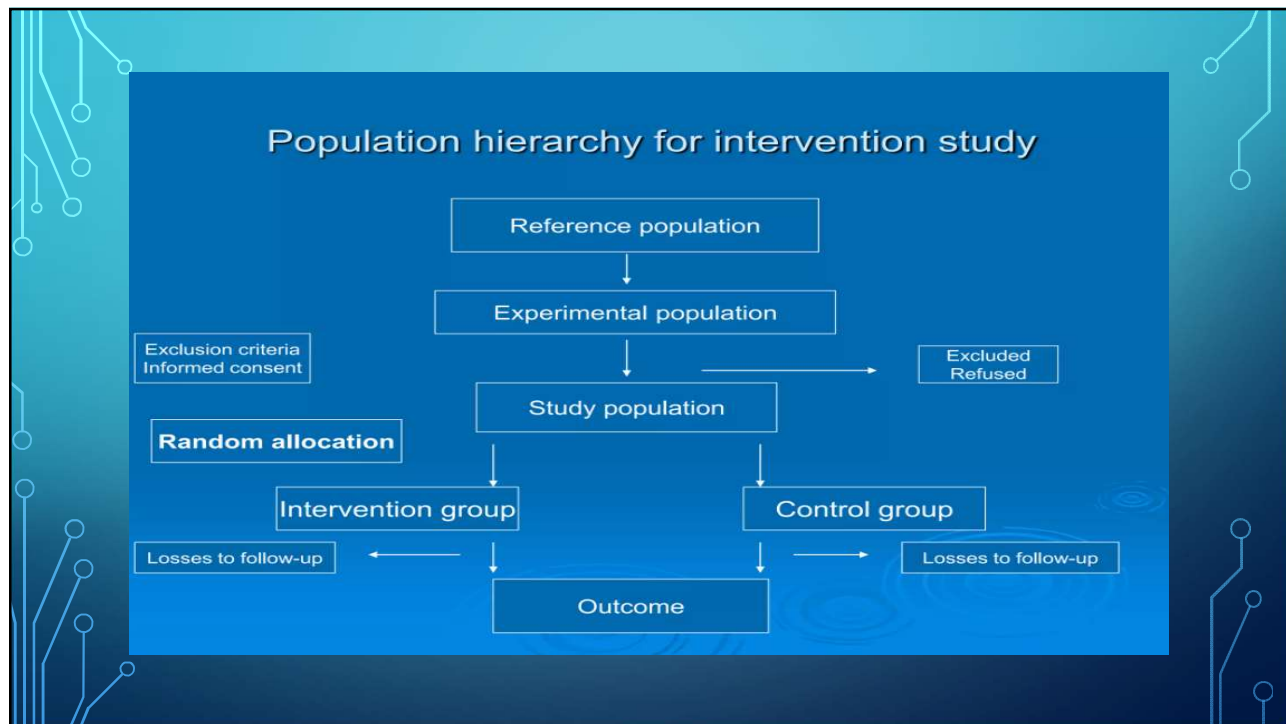 Population hierarchy for intervention study
Reference population
Experimental population
Exclusion criteria
Informed consent
Excluded
Refused
Study population
Random allocation
Intervention group
Control group
Losses to follow-up
Losses to follow-up
Outcome